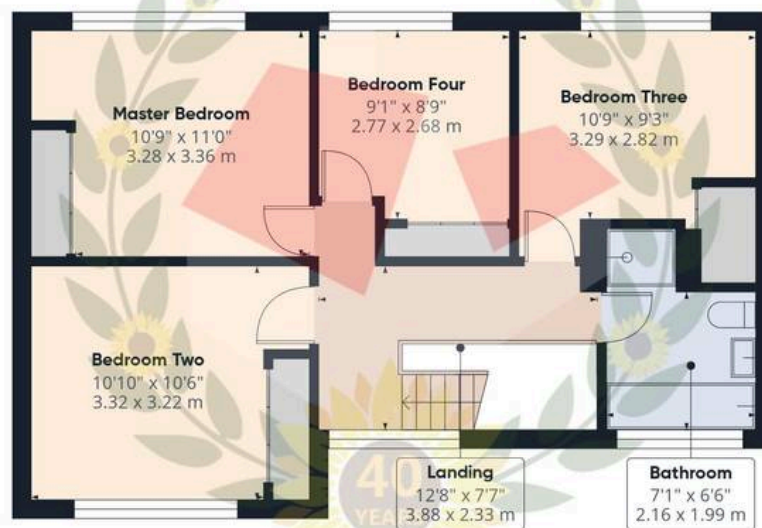 Master Bedroom
10'9" x 11'0"
3.28 x 3.36 m
Bedroom Four
9'1" x 8'9"
2.77 x 2.68 m
Bedroom Three
10'9" x 9'3"
3.29 x 2.82 m
Bedroom Two
10'10" x 10'6"
3.32 x 3.22 m
40
YEARS
Landing
12'8" x 7'7"
3.88 x 2.33 m
Bathroom
7'1" x 6'6"
2.16 x 1.99 m